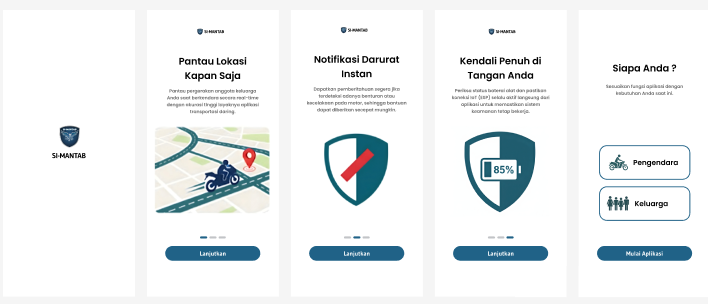 SI-MANTAB
SI-MANTAB
Pantau Lokasi
Kapan Saja
Pantau pergerakan anggota keluarga
Anda saat berkendara secara real-time
dengan akurasi tinggi layaknya aplikasi
transportasi daring.
Lanjutkan
SI-MANTAB
Notifikasi Darurat
Instan
Dapatkan pemberitahuan segera jika
terdeteksi adanya benturan atau
kecelakaan pada motor, sehingga bantuan
dapat diberikan secepat mungkin.
Lanjutkan
SI-MANTAB
Kendali Penuh di
Tangan Anda
Periksa status baterai alat dan pastikan
koneksi IoT (ESP) selalu aktif langsung dari
aplikasi untuk memastikan sistem
keamanan tetap bekerja.
85%
Lanjutkan
Siapa Anda ?
Sesuaikan fungsi aplikasi dengan
kebutuhan Anda saat ini.
Pengendara
Keluarga
Mulai Aplikasi